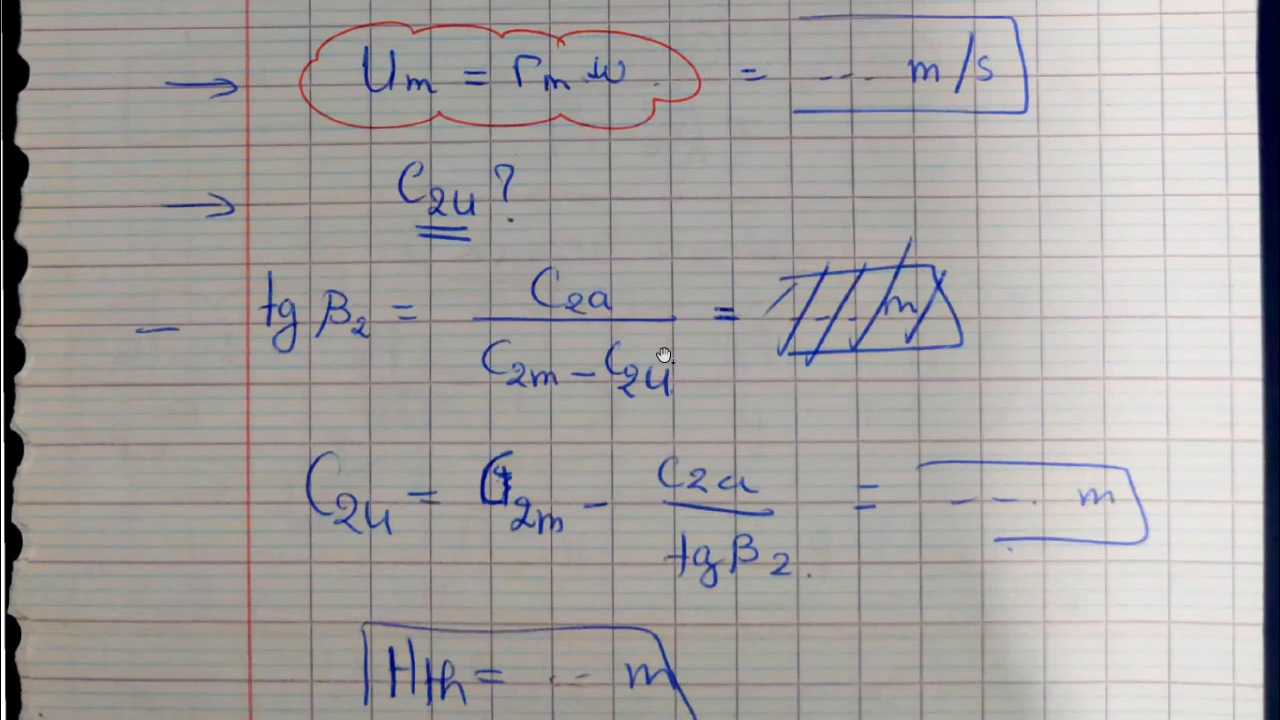 → Um = rm w = --- m/s
→ C2u ?
- tg β2 = C2a / (C2m - C2u) =
C2u = C2m - C2a / tg β2 . = --- m
Hth = -- m